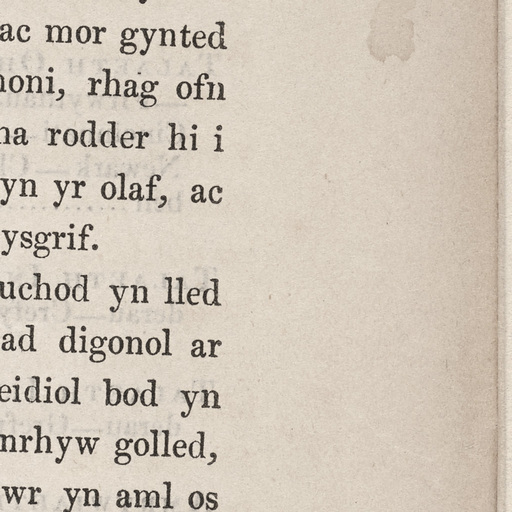 ac mor gynted
noni, rhag ofn
na rodder hi i
yn yr olaf, ac
ysgrif.
uchod yn lled
ad digonol ar
eidiol bod yn
nrhyw golled,
wr yn aml os